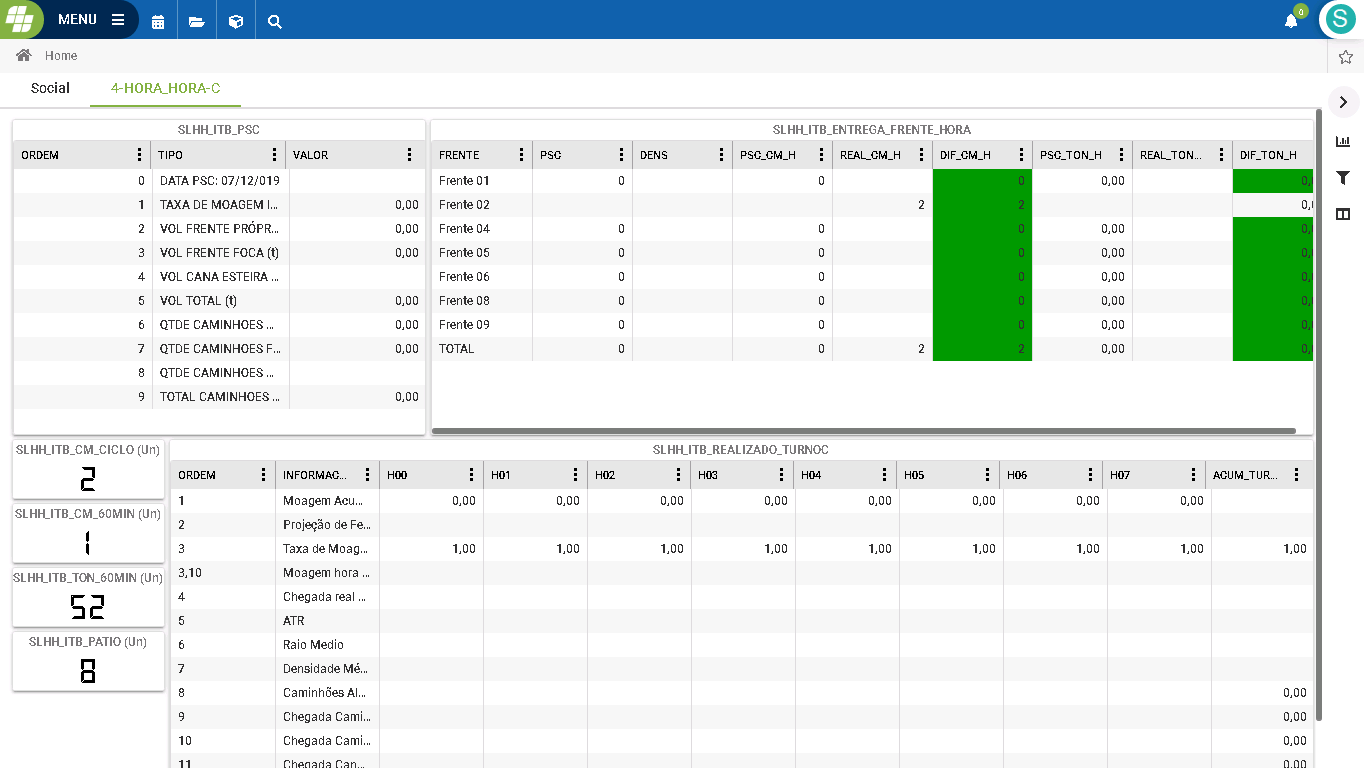 MENU
0
S
Home
Social 4-HORA_HORA-C
SLHH_ITB_PSC
ORDEM TIPO VALOR
0 DATA PSC: 07/12/019
1 TAXA DE MOAGEM I... 0,00
2 VOL FRENTE PRÓPR... 0,00
3 VOL FRENTE FOCA (t) 0,00
4 VOL CANA ESTEIRA ...
5 VOL TOTAL (t) 0,00
6 QTDE CAMINHOES ... 0,00
7 QTDE CAMINHOES F... 0,00
8 QTDE CAMINHOES ...
9 TOTAL CAMINHOES ... 0,00
SLHH_ITB_ENTREGA_FRENTE_HORA
FRENTE PSC DENS PSC_CM_H REAL_CM_H DIF_CM_H PSC_TON_H REAL_TON... DIF_TON_H
Frente 01 0 0 0 0,00 0,
Frente 02 2 2 0,
Frente 04 0 0 0 0,00 0,
Frente 05 0 0 0 0,00 0,
Frente 06 0 0 0 0,00 0,
Frente 08 0 0 0 0,00 0,
Frente 09 0 0 0 0,00 0,
TOTAL 0 0 2 2 0,00 0,
SLHH_ITB_CM_CICLO (Un)
2
SLHH_ITB_CM_60MIN (Un)
1
SLHH_ITB_TON_60MIN (Un)
52
SLHH_ITB_PATIO (Un)
8
SLHH_ITB_REALIZADO_TURNOC
ORDEM INFORMAC... H00 H01 H02 H03 H04 H05 H06 H07 AGUM_TUR...
1 Moagem Acu... 0,00 0,00 0,00 0,00 0,00 0,00 0,00 0,00
2 Projeção de Fe...
3 Taxa de Moag... 1,00 1,00 1,00 1,00 1,00 1,00 1,00 1,00 1,00
3,10 Moagem hora ...
4 Chegada real ...
5 ATR
6 Raio Medio
7 Densidade Mé...
8 Caminhões Al... 0,00
9 Chegada Cami... 0,00
10 Chegada Cami... 0,00
11 Chegada Can... 0,00